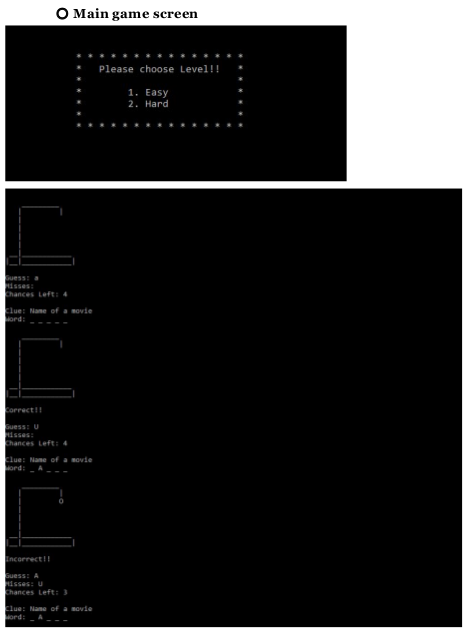 Main game screen
* * * * * * * * * * * * * * *
* Please choose Level!! *
* *
* 1. Easy *
* 2. Hard *
* *
* * * * * * * * * * * * * * *
Guess: a
Misses:
Chances Left: 4
Clue: Name of a movie
Word: _ _ _ _ _
Correct!!
Guess: U
Misses:
Chances Left: 4
Clue: Name of a movie
Word: _ A _ _ _
O
Incorrect!!
Guess: A
Misses: U
Chances Left: 3
Clue: Name of a movie
Word: _ A _ _ _